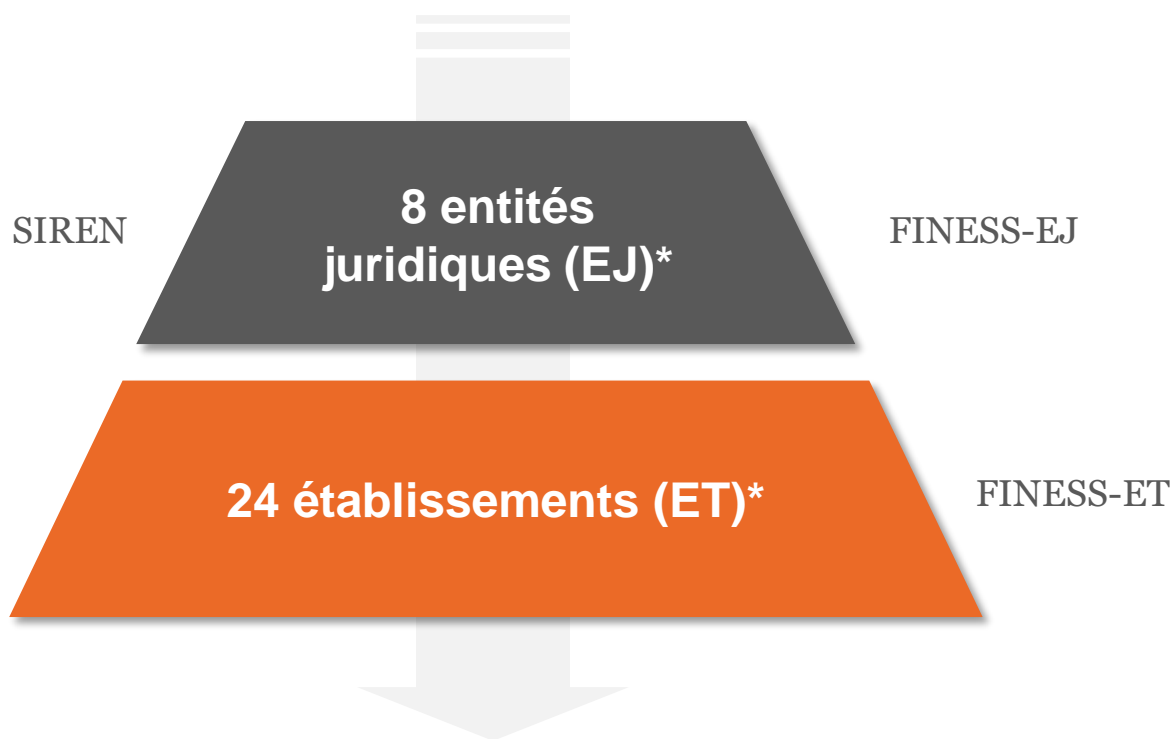 SIREN
8 entités
juridiques (EJ)*
FINESS-EJ
24 établissements (ET)*
FINESS-ET